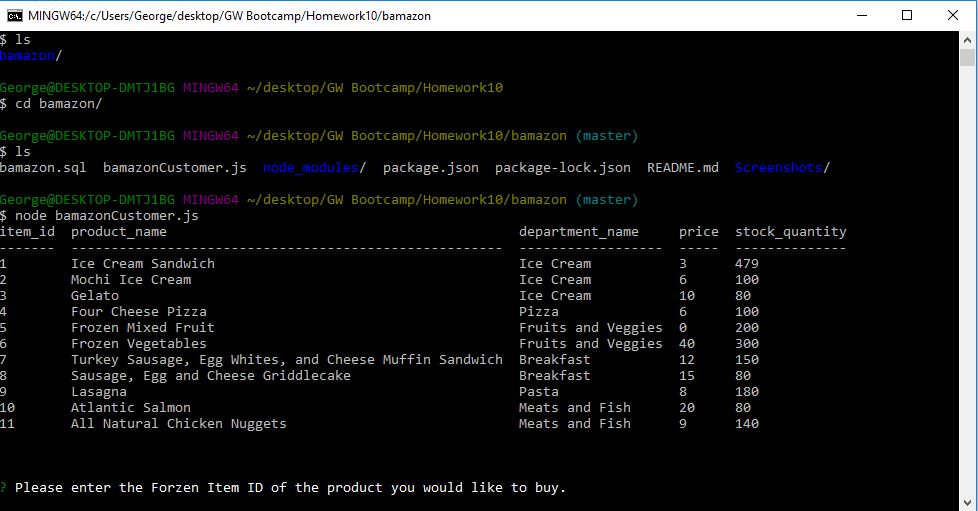 MINGW64:/c/Users/George/desktop/GW Bootcamp/Homework10/bamazon
$ ls
bamazon/
George@DESKTOP-DMTJ1BG MINGW64 ~/desktop/GW Bootcamp/Homework10
$ cd bamazon/
George@DESKTOP-DMTJ1BG MINGW64 ~/desktop/GW Bootcamp/Homework10/bamazon (master)
$ ls
bamazon.sql  bamazonCustomer.js  node_modules/  package.json  package-lock.json  README.md  Screenshots/
George@DESKTOP-DMTJ1BG MINGW64 ~/desktop/GW Bootcamp/Homework10/bamazon (master)
$ node bamazonCustomer.js
item_id  product_name                                            department_name      price  stock_quantity
-------  ------------------------------------------------------  ------------------  -----  --------------
1        Ice Cream Sandwich                                      Ice Cream            3      479
2        Mochi Ice Cream                                         Ice Cream            6      100
3        Gelato                                                  Ice Cream            10     80
4        Four Cheese Pizza                                       Pizza                6      100
5        Frozen Mixed Fruit                                      Fruits and Veggies   0      200
6        Frozen Vegetables                                       Fruits and Veggies   40     300
7        Turkey Sausage, Egg Whites, and Cheese Muffin Sandwich  Breakfast            12     150
8        Sausage, Egg and Cheese Griddlecake                     Breakfast            15     80
9        Lasagna                                                 Pasta                8      180
10       Atlantic Salmon                                         Meats and Fish       20     80
11       All Natural Chicken Nuggets                             Meats and Fish       9      140
? Please enter the Forzen Item ID of the product you would like to buy.